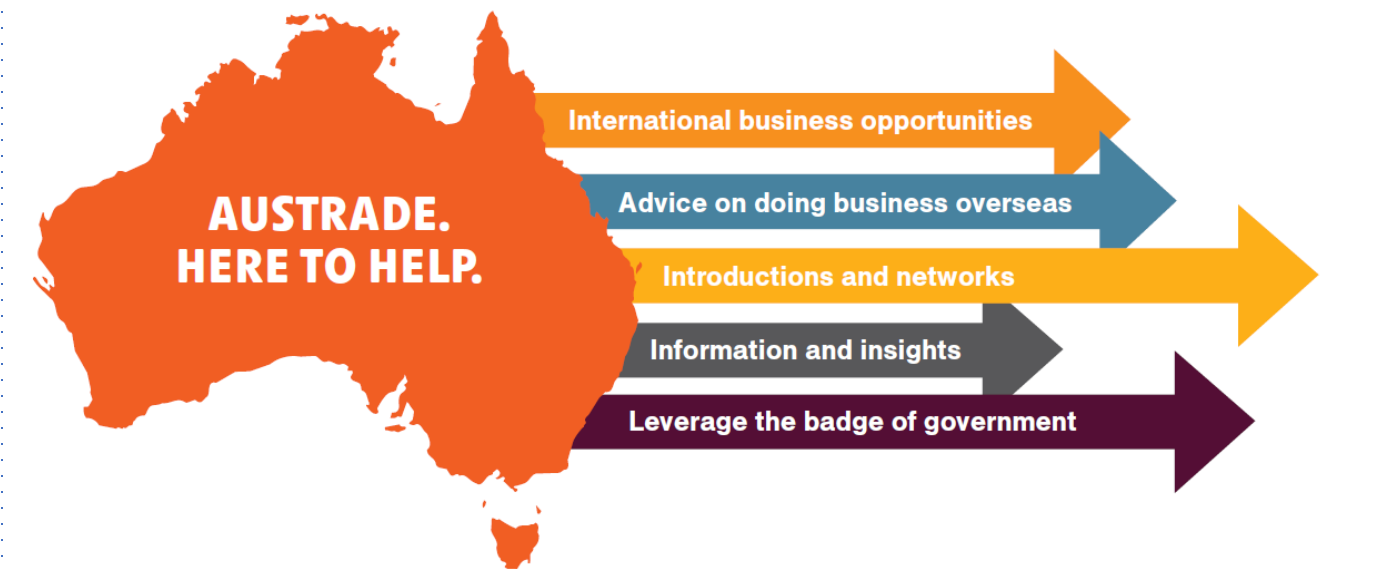 AUSTRADE.
HERE TO HELP.
International business opportunities
Advice on doing business overseas
Introductions and networks
Information and insights
Leverage the badge of government